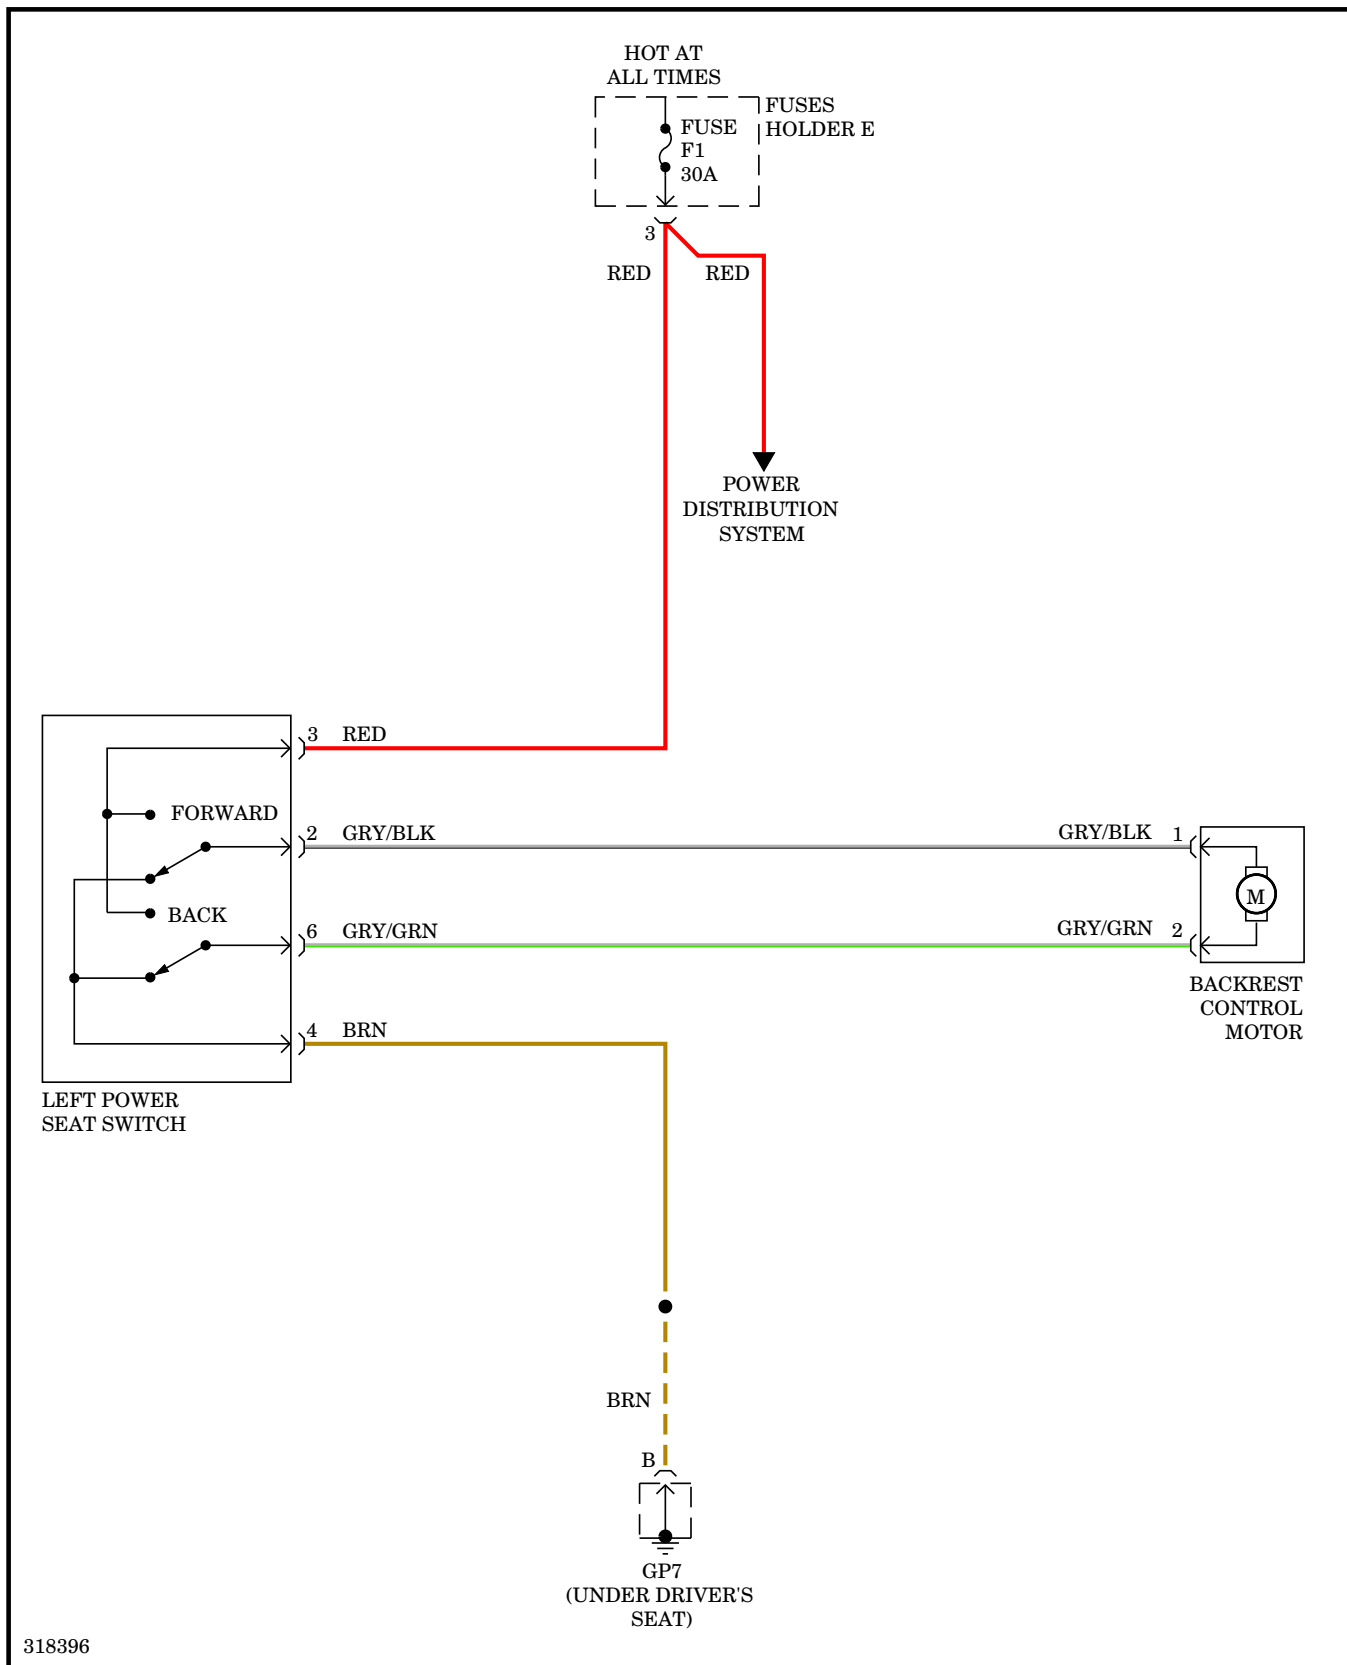 HOT AT
ALL TIMES
FUSES
HOLDER E
FUSE
F1
30A
3
RED
RED
POWER
DISTRIBUTION
SYSTEM
3
RED
FORWARD
2
GRY/BLK
GRY/BLK
1
M
BACK
6
GRY/GRN
GRY/GRN
2
BACKREST
CONTROL
MOTOR
4
BRN
LEFT POWER
SEAT SWITCH
BRN
B
GP7
(UNDER DRIVER'S
SEAT)
318396